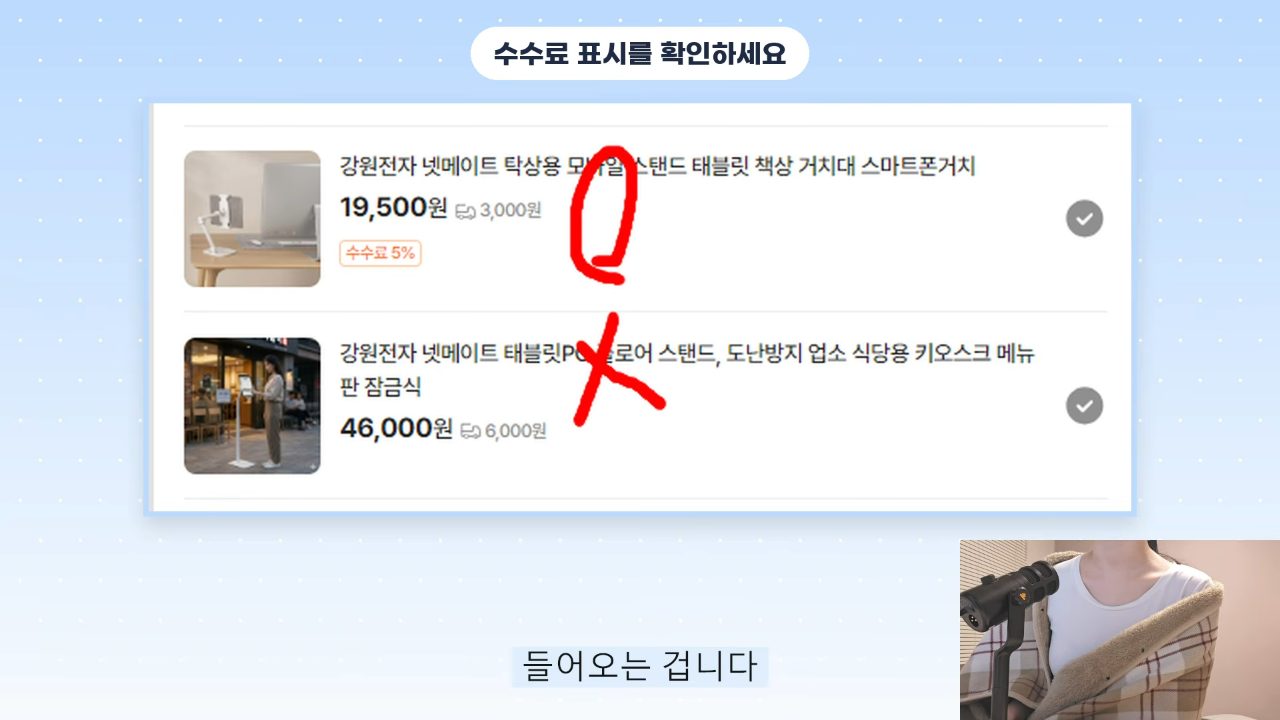 수수료 표시를 확인하세요
강원전자 넷메이트 탁상용 모바일 스탠드 태블릿 책상 거치대 스마트폰거치
19,500원 3,000원
수수료 5%
강원전자 넷메이트 태블릿PC 플로어 스탠드, 도난방지 업소 식당용 키오스크 메뉴
판 잠금식
46,000원 6,000원
들어오는 겁니다